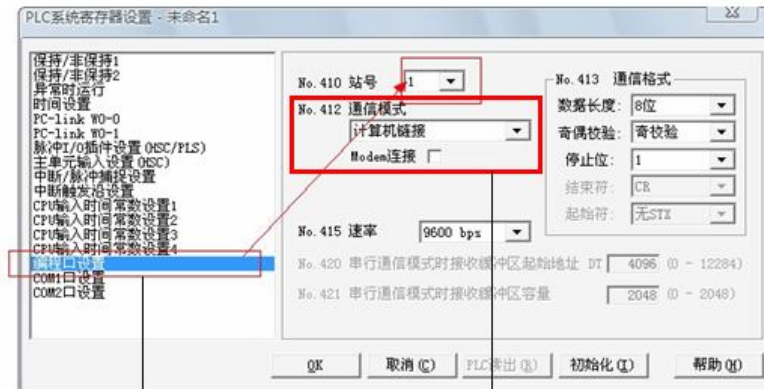 PLC系统寄存器设置 - 未命名1
保持/非保持1
保持/非保持2
异常时运行
时间设置
PC-link W0-0
PC-link W0-1
脉冲I/O插件设置(HSC/PLS)
主单元输入设置(HSC)
中断/脉冲捕捉设置
中断触发沿设置
CPU输入时间常数设置1
CPU输入时间常数设置2
CPU输入时间常数设置3
CPU输入时间常数设置4
编程口设置
COM1口设置
COM2口设置
No.410 站号 1
No.412 通信模式
计算机链接
Modem连接
No.415 速率 9600 bps
No.413 通信格式
数据长度: 8位
奇偶校验: 奇校验
停止位: 1
结束符: CR
起始符: 无STX
No.420 串行通信模式时接收缓冲区起始地址 DT 4096 (0 - 12284)
No.421 串行通信模式时接收缓冲区容量 2048 (0 - 2048)
OK 取消(C) PLC读出(R) 初始化(I) 帮助(H)